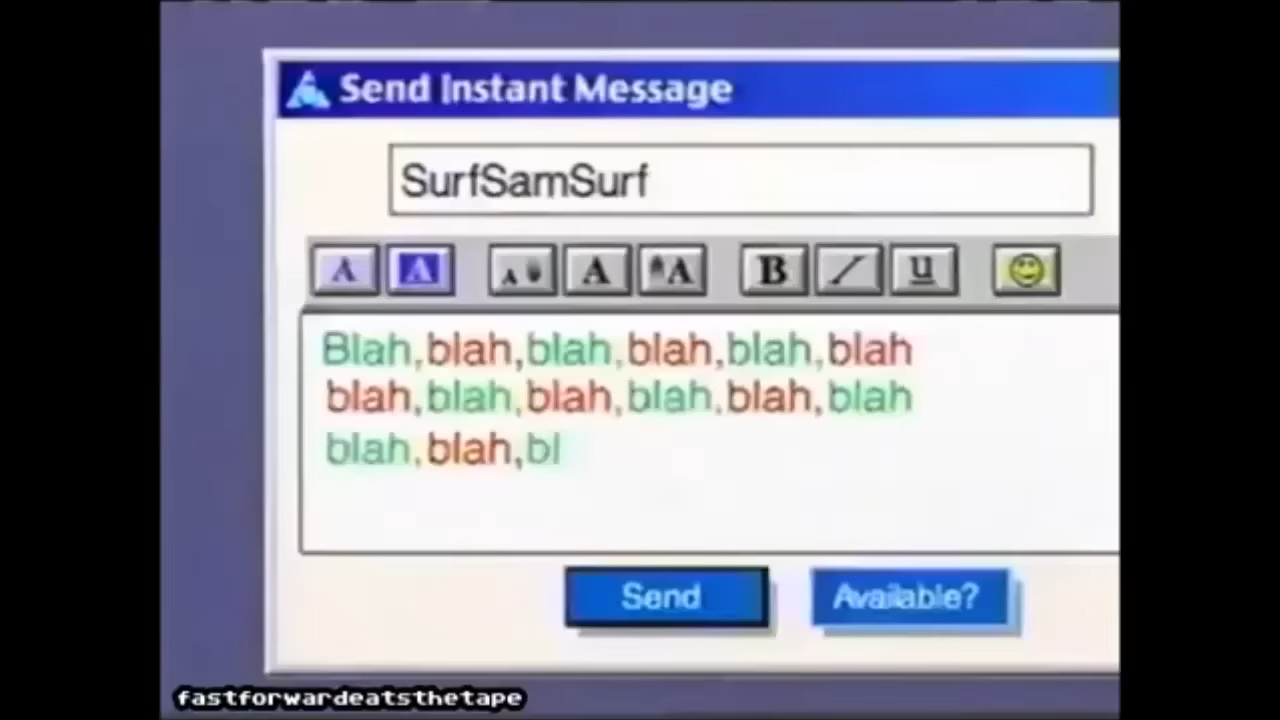 Send Instant Message
SurfSamSurf
A A A A A B U
Blah,blah,blah,blah,blah,blah
blah,blah,blah,blah,blah,blah
blah,blah,bl
Send Available?
fastforwardeatsthetape